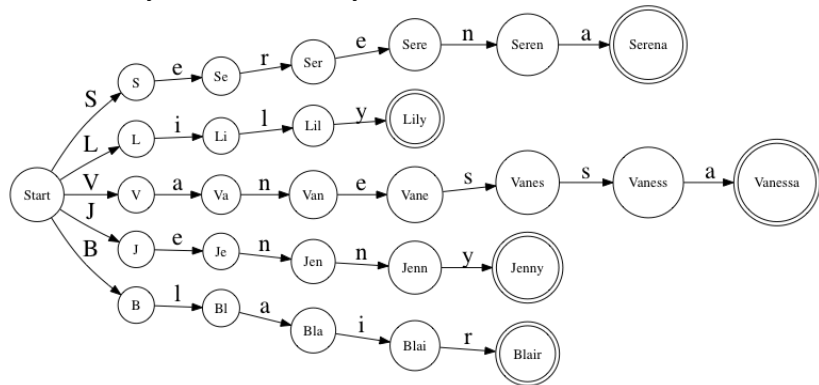 S e r e n a
S Se Ser Sere Seren Serena
L i l y
L Li Lil Lily
Start
V a n e s s a
V Va Van Vane Vanes Vaness Vanessa
J e n n y
J Je Jen Jenn Jenny
B l a i r
B Bl Bla Blai Blair